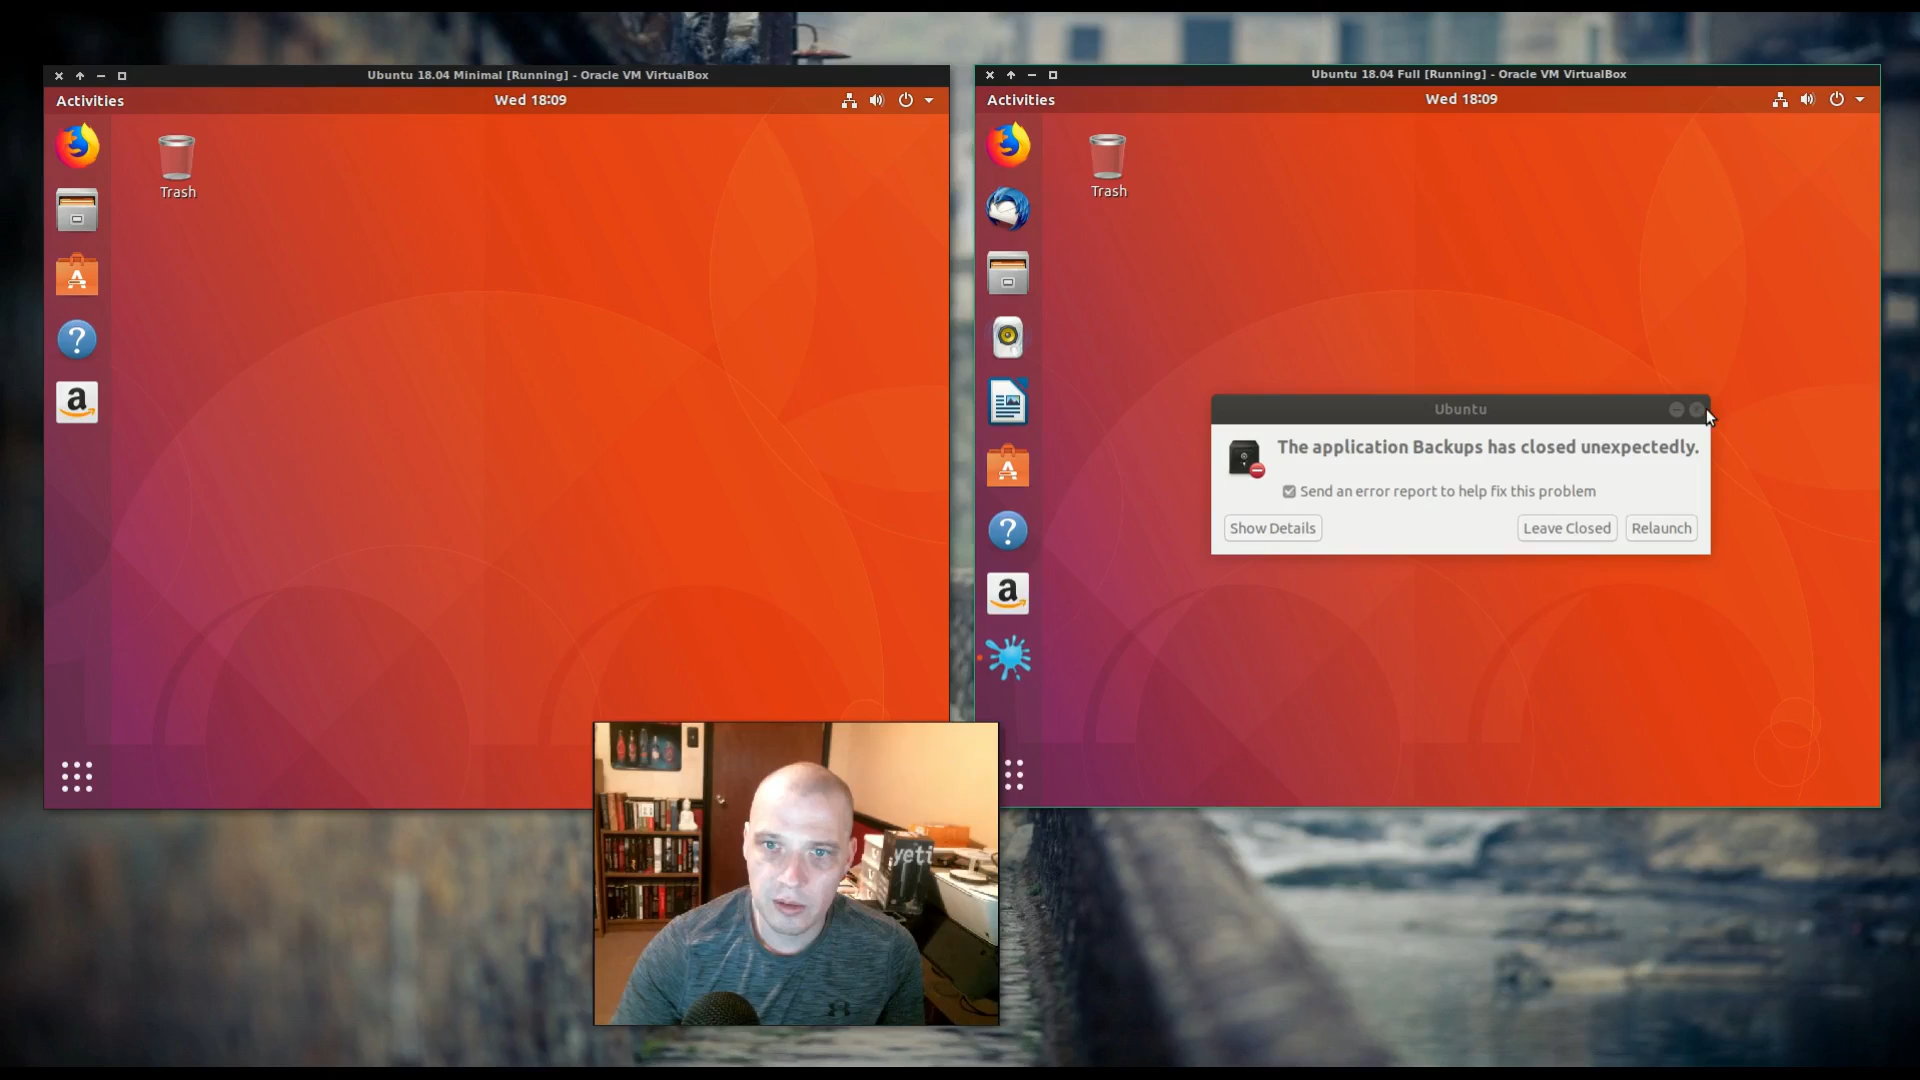 Ubuntu 18.04 Minimal [Running] - Oracle VM VirtualBox
Activities
Wed 18:09
Trash
a
Ubuntu 18.04 Full [Running] - Oracle VM VirtualBox
Activities
Wed 18:09
Trash
Ubuntu
The application Backups has closed unexpectedly.
Send an error report to help fix this problem
Show Details
Leave Closed
Relaunch
a
yeti